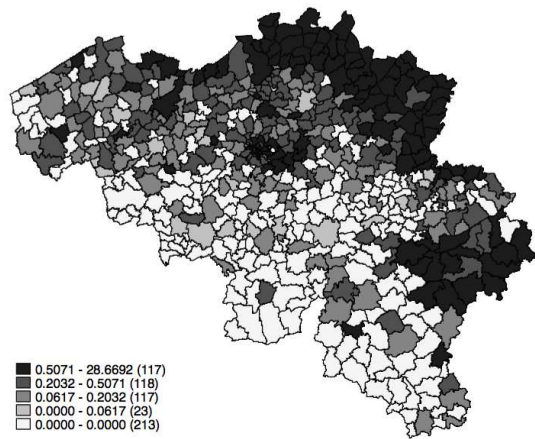 0.5071 - 28.6692 (117)
0.2032 - 0.5071 (118)
0.0617 - 0.2032 (117)
0.0000 - 0.0617 (23)
0.0000 - 0.0000 (213)